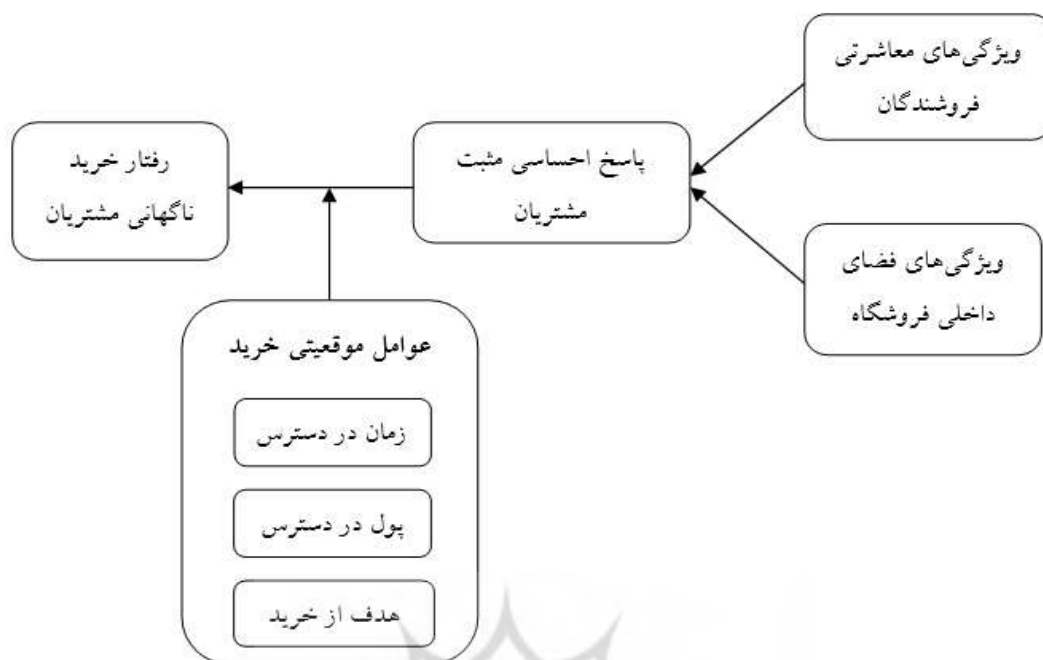 ویژگی‌های معاشرتی
فروشندگان
پاسخ احساسی مثبت
مشتریان
رفتار خرید
ناگهانی مشتریان
ویژگی‌های فضای
داخلی فروشگاه
عوامل موقعیتی خرید
زمان در دسترس
پول در دسترس
هدف از خرید